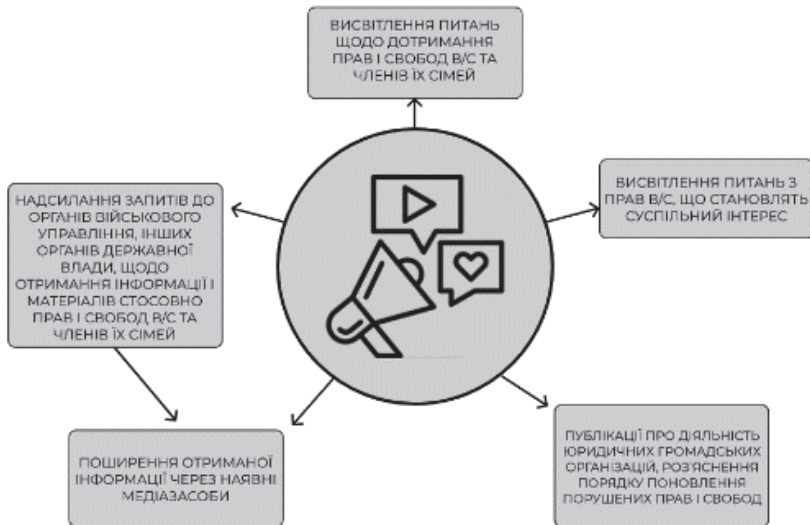 ВИСВІТЛЕННЯ ПИТАНЬ
ЩОДО ДОТРИМАННЯ
ПРАВ І СВОБОД В/С ТА
ЧЛЕНІВ ЇХ СІМЕЙ
НАДСИЛАННЯ ЗАПИТІВ ДО
ОРГАНІВ ВІЙСЬКОВОГО
УПРАВЛІННЯ, ІНШИХ
ОРГАНІВ ДЕРЖАВНОЇ
ВЛАДИ, ЩОДО
ОТРИМАННЯ ІНФОРМАЦІЇ І
МАТЕРІАЛІВ СТОСОВНО
ПРАВ І СВОБОД В/С ТА
ЧЛЕНІВ ЇХ СІМЕЙ
ВИСВІТЛЕННЯ ПИТАНЬ З
ПРАВ В/С, ЩО СТАНОВЛЯТЬ
СУСПІЛЬНИЙ ІНТЕРЕС
ПОШИРЕННЯ ОТРИМАНОЇ
ІНФОРМАЦІЇ ЧЕРЕЗ НАЯВНІ
МЕДІАЗАСОБИ
ПУБЛІКАЦІЇ ПРО ДІЯЛЬНІСТЬ
ЮРИДИЧНИХ ГРОМАДСЬКИХ
ОРГАНІЗАЦІЙ, РОЗ'ЯСНЕННЯ
ПОРЯДКУ ПОНОВЛЕННЯ
ПОРУШЕНИХ ПРАВ І СВОБОД